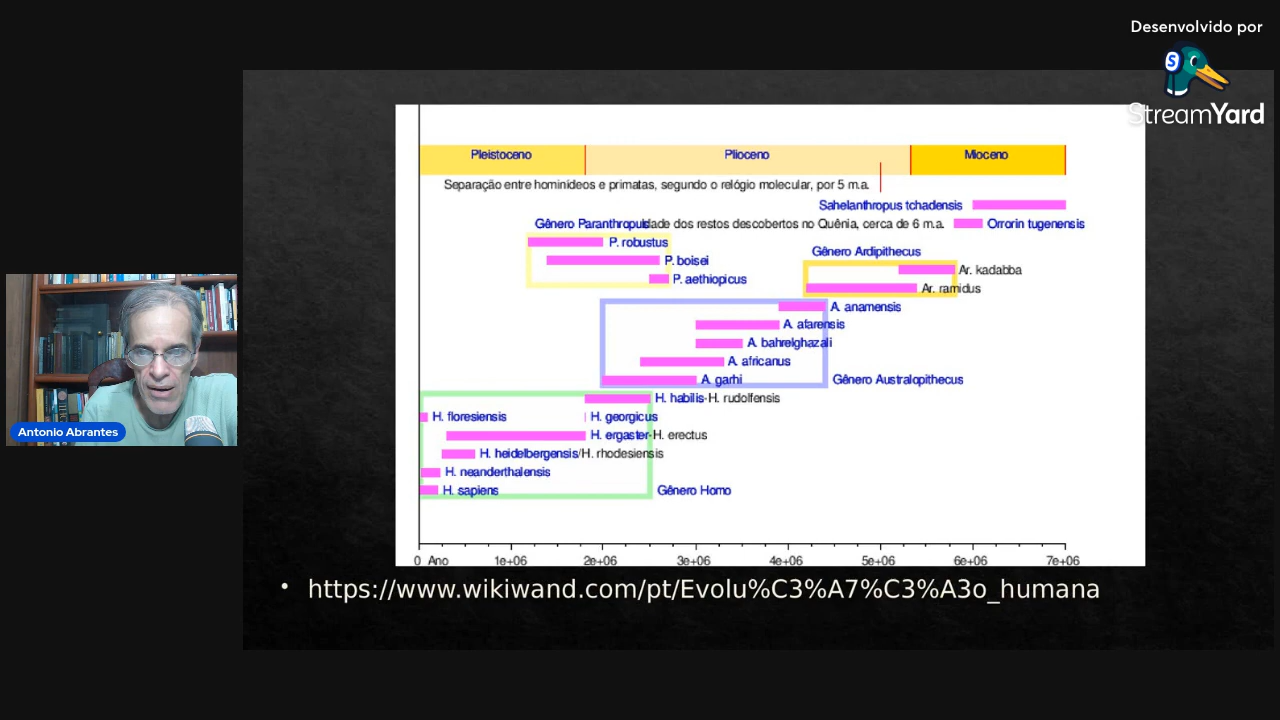 Desenvolvido por
StreamYard
Pleistoceno Plioceno Mioceno
Separação entre hominídeos e primatas, segundo o relógio molecular, por 5 m.a.
Sahelanthropus tchadensis
Gênero Paranthropus Idade dos restos descobertos no Quênia, cerca de 6 m.a. Orrorin tugenensis
P. robustus
Gênero Ardipithecus
P. boisei
Ar. kadabba
P. aethiopicus
Ar. ramidus
A. anamensis
A. afarensis
A. bahrelghazali
A. africanus
A. garhi Gênero Australopithecus
H. habilis-H. rudolfensis
H. floresiensis H. georgicus
H. ergaster-H. erectus
H. heidelbergensis/H. rhodesiensis
H. neanderthalensis
H. sapiens Gênero Homo
0 Ano 1e+06 2e+06 3e+06 4e+06 5e+06 6e+06 7e+06
• https://www.wikiwand.com/pt/Evolu%C3%A7%C3%A3o_humana
Antonio Abrantes